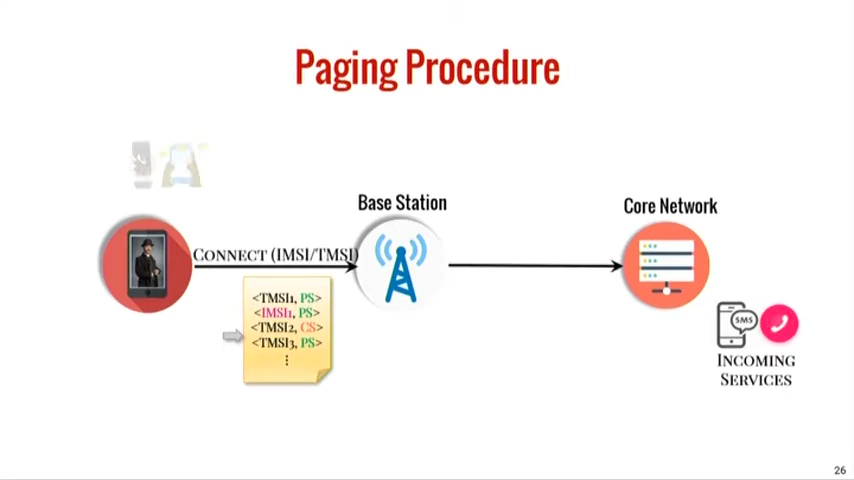 Paging Procedure
Base Station
Core Network
CONNECT (IMSI/TMSI)
<TMSI1, PS>
<IMSI1, PS>
<TMSI2, CS>
<TMSI3, PS>
⋮
SMS
INCOMING
SERVICES
26